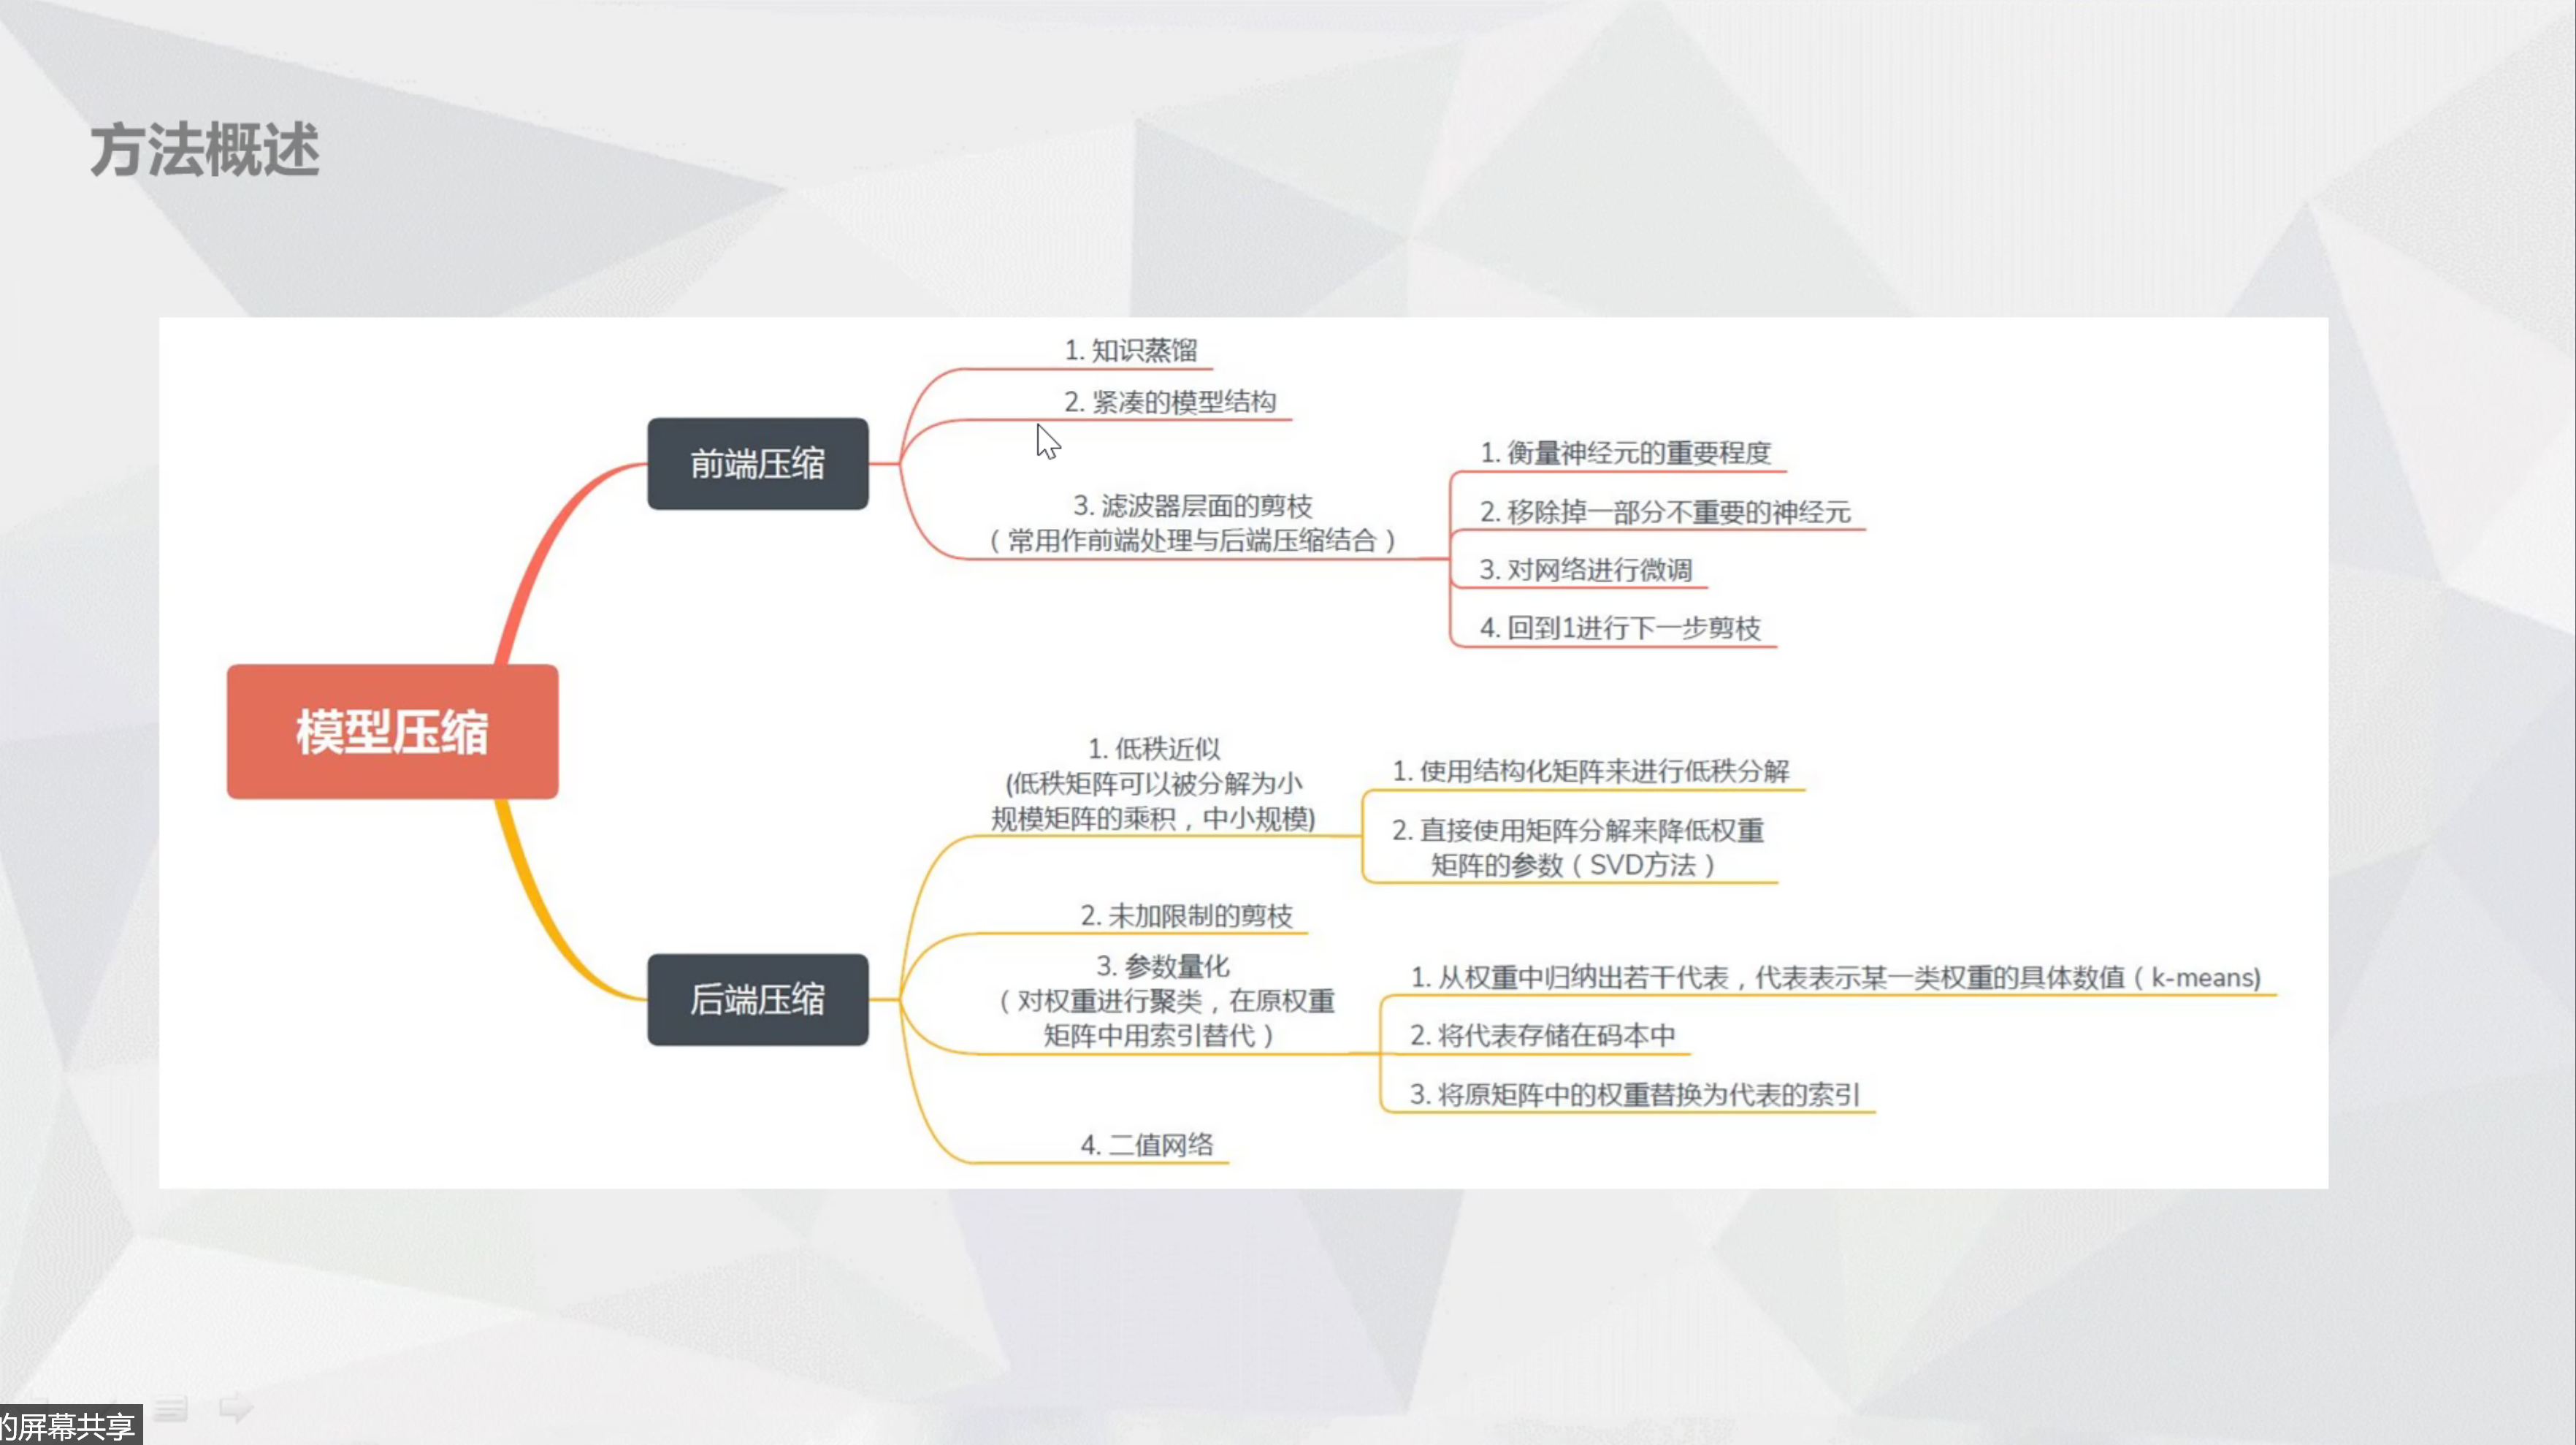 方法概述
模型压缩
前端压缩
1. 知识蒸馏
2. 紧凑的模型结构
3. 滤波器层面的剪枝
（常用作前端处理与后端压缩结合）
1. 衡量神经元的重要程度
2. 移除掉一部分不重要的神经元
3. 对网络进行微调
4. 回到1进行下一步剪枝
后端压缩
1. 低秩近似
(低秩矩阵可以被分解为小
规模矩阵的乘积，中小规模)
1. 使用结构化矩阵来进行低秩分解
2. 直接使用矩阵分解来降低权重
矩阵的参数（SVD方法）
2. 未加限制的剪枝
3. 参数量化
（对权重进行聚类，在原权重
矩阵中用索引替代）
1. 从权重中归纳出若干代表，代表表示某一类权重的具体数值（k-means)
2. 将代表存储在码本中
3. 将原矩阵中的权重替换为代表的索引
4. 二值网络
的屏幕共享